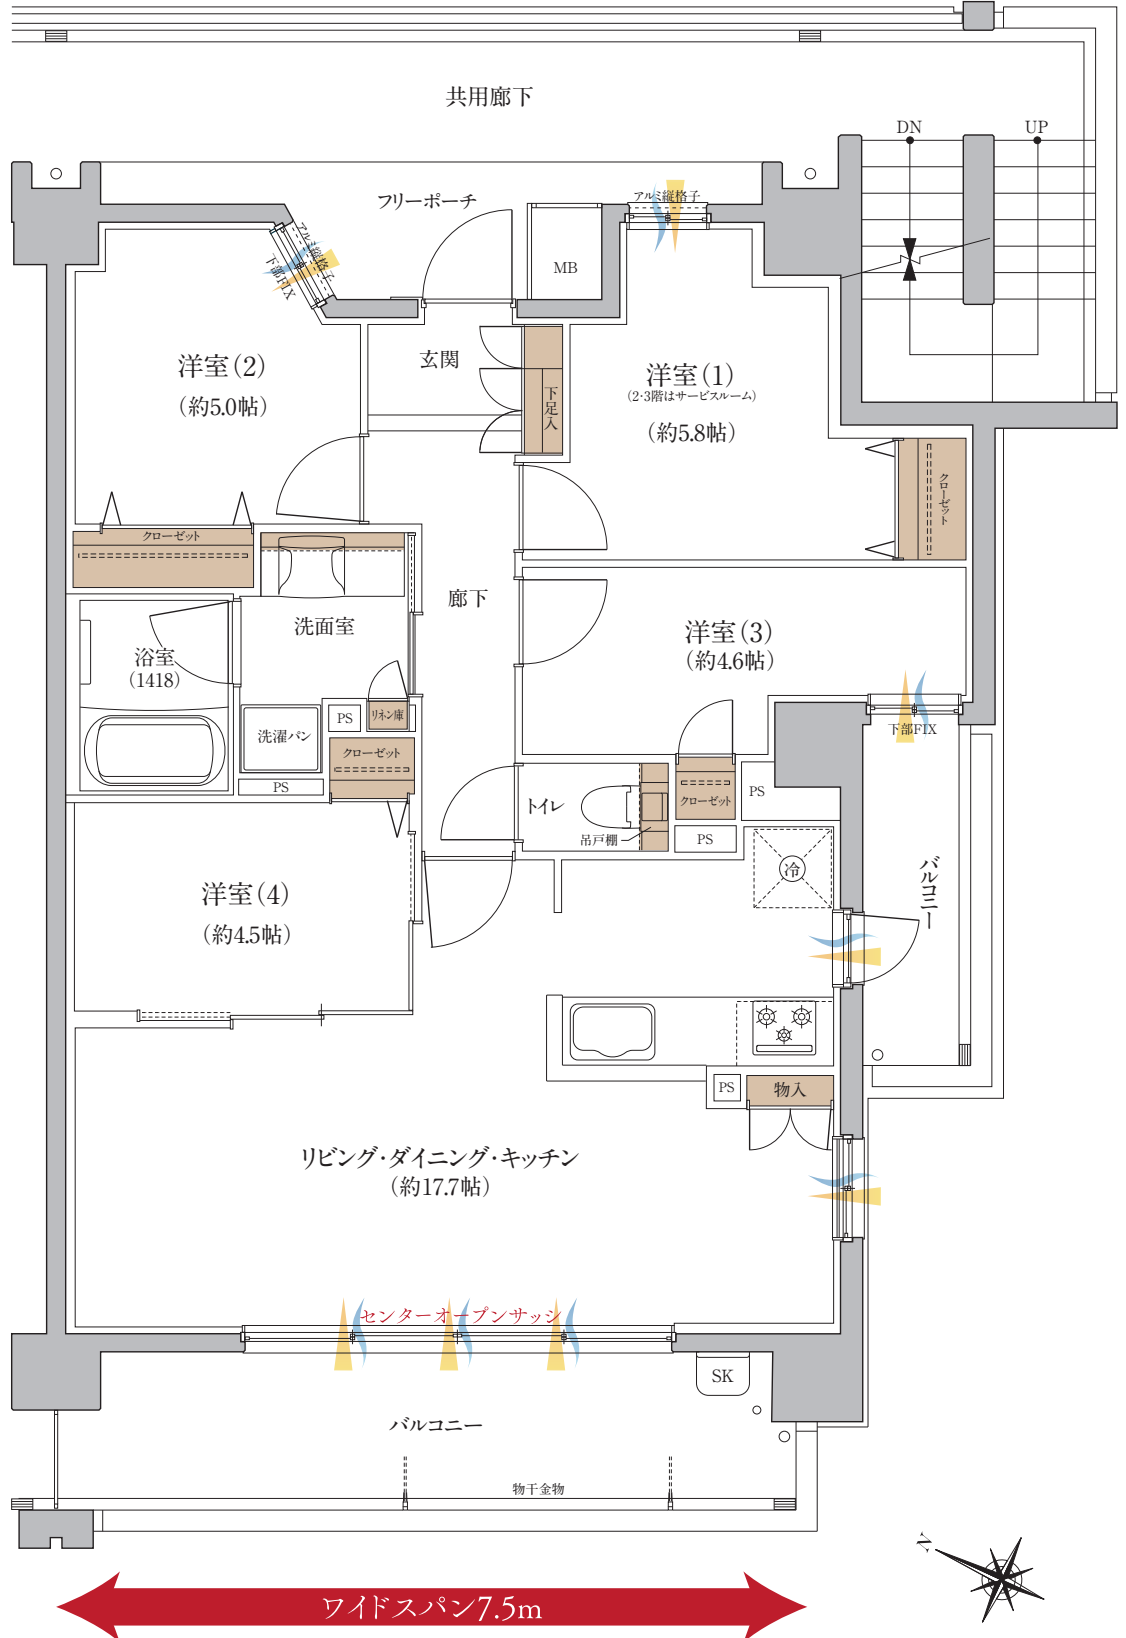 共用廊下
DN
UP
フリーポーチ
アルミ縦格子
アルミ縦格子
下部FIX
MB
玄関
下足入
洋室(2)
(約5.0帖)
洋室(1)
(2・3階はサービスルーム)
(約5.8帖)
クローゼット
クローゼット
廊下
洗面室
浴室
(1418)
洋室(3)
(約4.6帖)
PS
リネン庫
洗濯パン
クローゼット
PS
下部FIX
トイレ
吊戸棚
クローゼット
PS
PS
冷
バルコニー
洋室(4)
(約4.5帖)
PS
物入
リビング・ダイニング・キッチン
(約17.7帖)
センターオープンサッシ
SK
バルコニー
物干金物
N
ワイドスパン7.5m